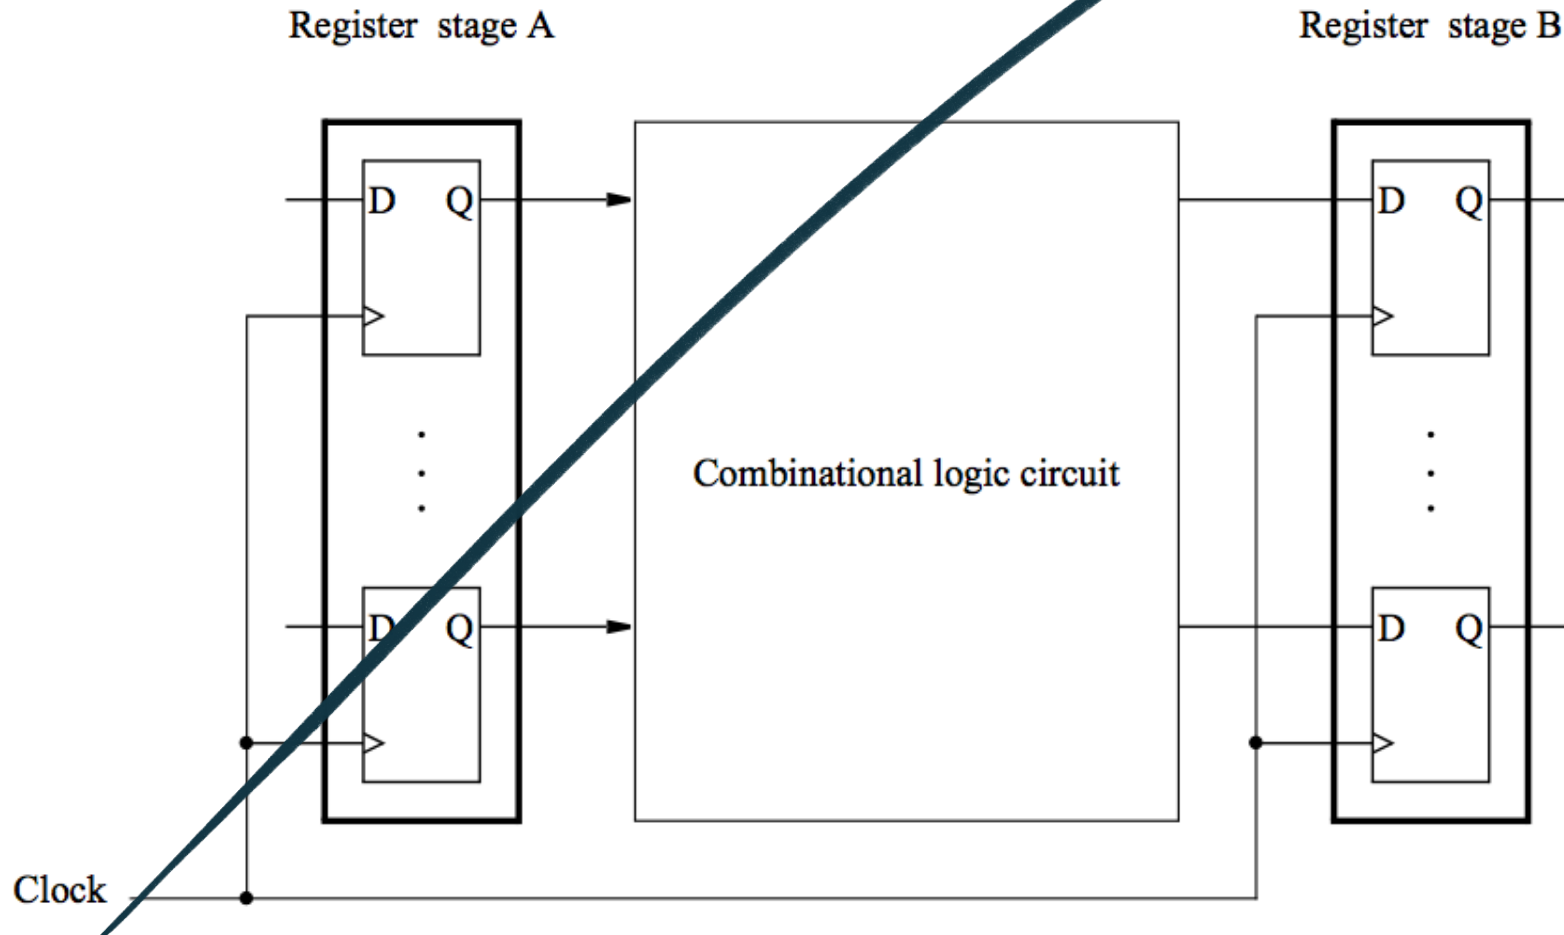 Register stage A
Register stage B
D Q
D Q
Combinational logic circuit
D Q
D Q
Clock